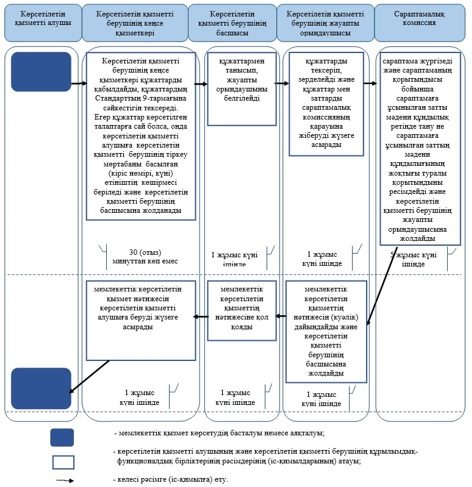 Көрсетілетін
қызметті алушы
Көрсетілетін қызметті
берушінің кеңсе
қызметкері
Көрсетілетін
қызметті берушінің
басшысы
Көрсетілетін қызметті
берушінің жауапты
орындаушысы
Сараптамалық
комиссия
Көрсетілетін қызметті
берушінің кеңсе
қызметкері құжаттарды
қабылдайды, құжаттардың
Стандарттың 9-тармағына
сәйкестігін тексереді.
Егер құжаттар көрсетілген
талаптарға сай болса, онда
көрсетілетін қызметті
алушыға көрсетілетін
қызметті берушінің тіркеу
мертабаны басылған
(кіріс нөмірі, күні)
өтініштің көшірмесі
беріледі және көрсетілетін
қызметті берушінің
басшысына жолданады
30 (отыз)
минуттан көп емес
құжаттармен
танысып,
жауапты
орындаушыны
белгілейді
1 жұмыс күні
ішінде
құжаттарды
тексеріп,
зерделейді және
құжаттар мен
заттарды
сараптамалық
комиссияның
қарауына
жіберуді жүзеге
асырады
1 жұмыс күні
ішінде
сараптама жүргізеді
және сараптаманың
қорытындысы
бойынша
сараптамаға
ұсынылған затты
мәдени құндылық
ретінде тану не
сараптамаға
ұсынылған заттың
мәдени
құндылығының
жоқтығы туралы
қорытындыны
ресімдейді және
көрсетілетін
қызметті берушінің
жауапты
орындаушысына
жолдайды
5 жұмыс күні
ішінде
мемлекеттік көрсетілетін
қызмет нәтижесін
көрсетілетін қызметті
алушыға беруді жүзеге
асырады
1 жұмыс
күні ішінде
мемлекеттік
көрсетілетін
қызметтің
нәтижесіне қол
қояды
1 жұмыс
күні ішінде
мемлекеттік
көрсетілетін
қызметтің
нәтижесін (куәлік)
дайындайды және
көрсетілетін
қызметті
берушінің
басшысына
жолдайды
1 жұмыс
күні ішінде
- мемлекеттік қызмет көрсетудің басталуы немесе аяқталуы;
- көрсетілетін қызметті алушының және көрсетілетін қызметті берушінің құрылымдық-
функционалдық бірліктерінің рәсімдерінің (іс-қимылдарының) атауы;
- келесі рәсімге (іс-қимылға) өту.